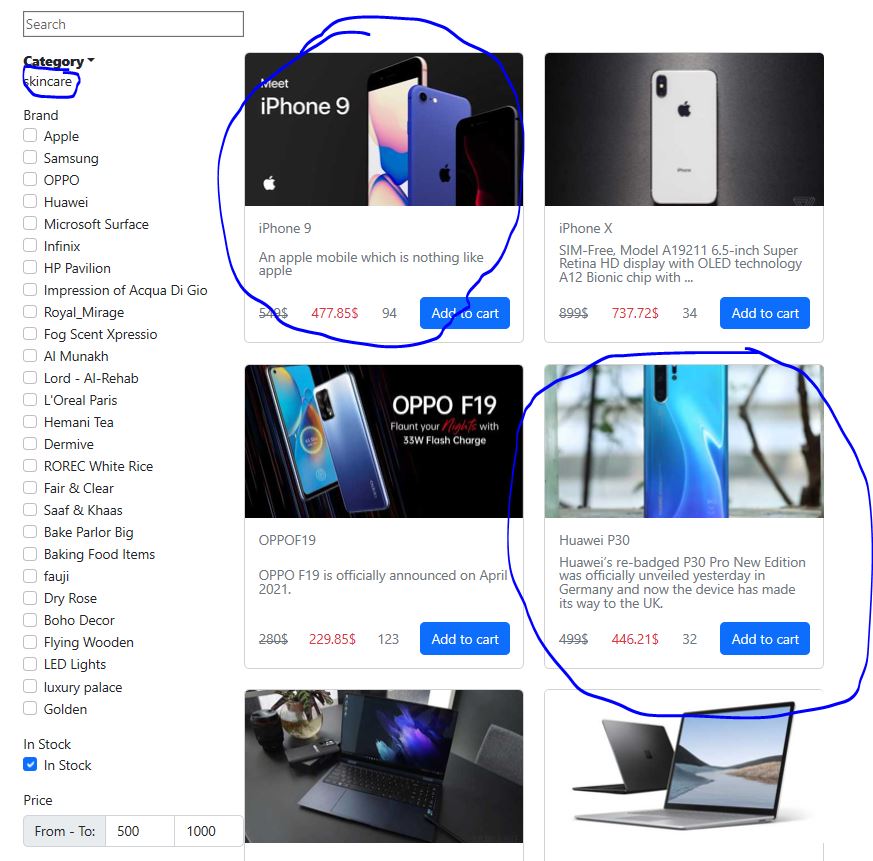 Search
Category
skincare
Brand
Apple
Samsung
OPPO
Huawei
Microsoft Surface
Infinix
HP Pavilion
Impression of Acqua Di Gio
Royal_Mirage
Fog Scent Xpressio
Al Munakh
Lord - Al-Rehab
L'Oreal Paris
Hemani Tea
Dermive
ROREC White Rice
Fair & Clear
Saaf & Khaas
Bake Parlor Big
Baking Food Items
fauji
Dry Rose
Boho Decor
Flying Wooden
LED Lights
luxury palace
Golden
In Stock
In Stock
Price
From - To: 500 1000
Meet
iPhone 9
iPhone 9
An apple mobile which is nothing like
apple
549$ 477.85$ 94 Add to cart
iPhone
iPhone X
SIM-Free, Model A19211 6.5-inch Super
Retina HD display with OLED technology
A12 Bionic chip with ...
899$ 737.72$ 34 Add to cart
OPPO F19
Flaunt your Nights with
33W Flash Charge
OPPOF19
OPPO F19 is officially announced on April
2021.
280$ 229.85$ 123 Add to cart
Huawei P30
Huawei's re-badged P30 Pro New Edition
was officially unveiled yesterday in
Germany and now the device has made
its way to the UK.
499$ 446.21$ 32 Add to cart